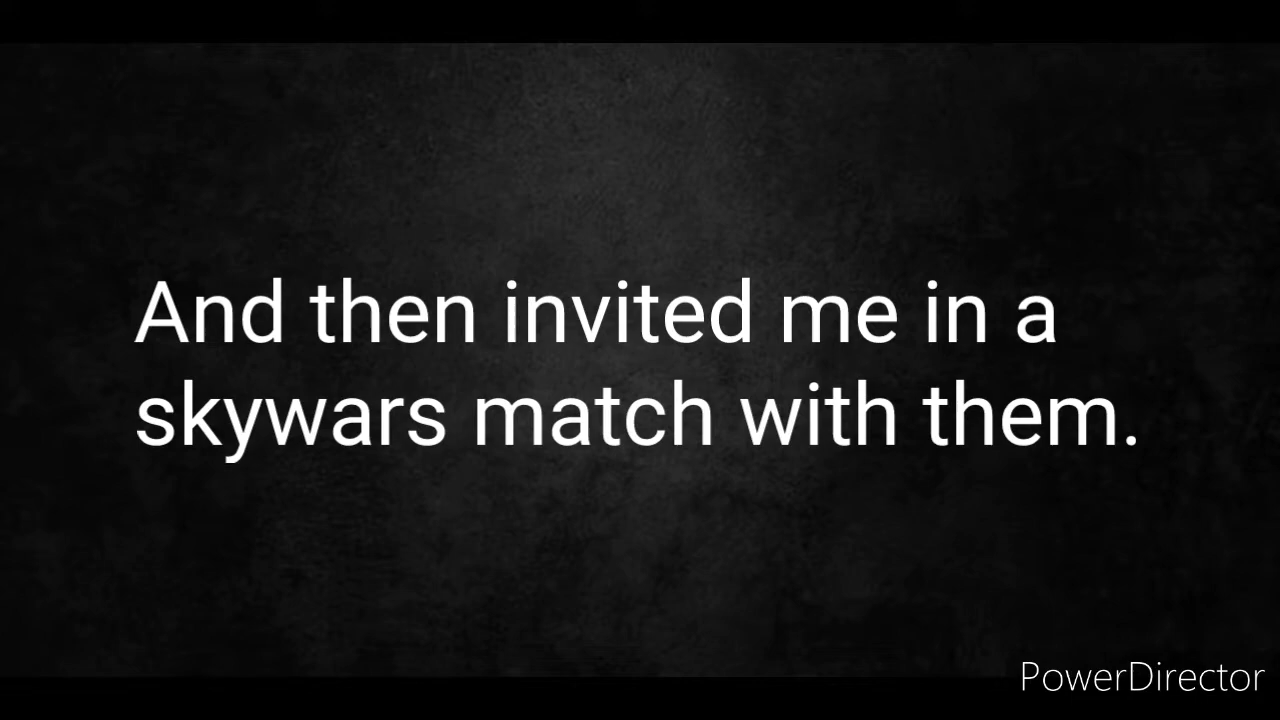 And then invited me in a
skywars match with them.
PowerDirector